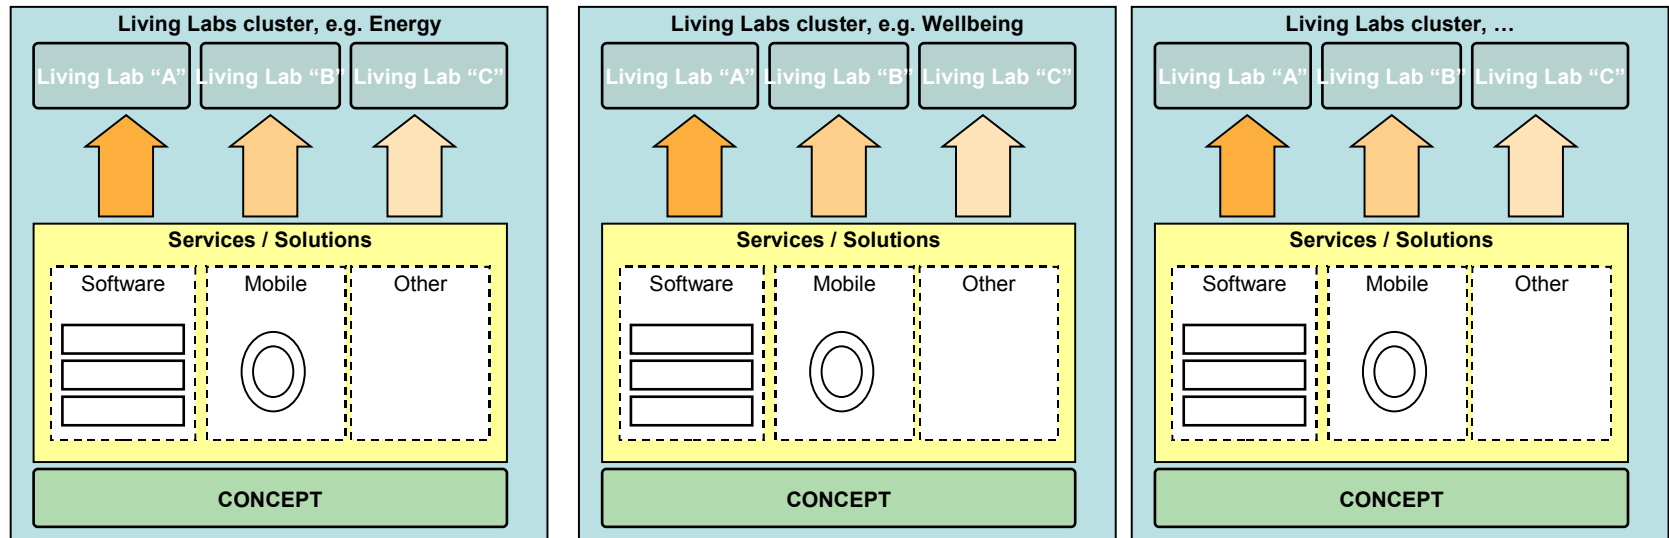 Living Labs cluster, e.g. Energy
Living Lab “A”
Living Lab “B”
Living Lab “C”
Services / Solutions
Software
Mobile
Other
CONCEPT
Living Labs cluster, e.g. Wellbeing
Living Lab “A”
Living Lab “B”
Living Lab “C”
Services / Solutions
Software
Mobile
Other
CONCEPT
Living Labs cluster, …
Living Lab “A”
Living Lab “B”
Living Lab “C”
Services / Solutions
Software
Mobile
Other
CONCEPT